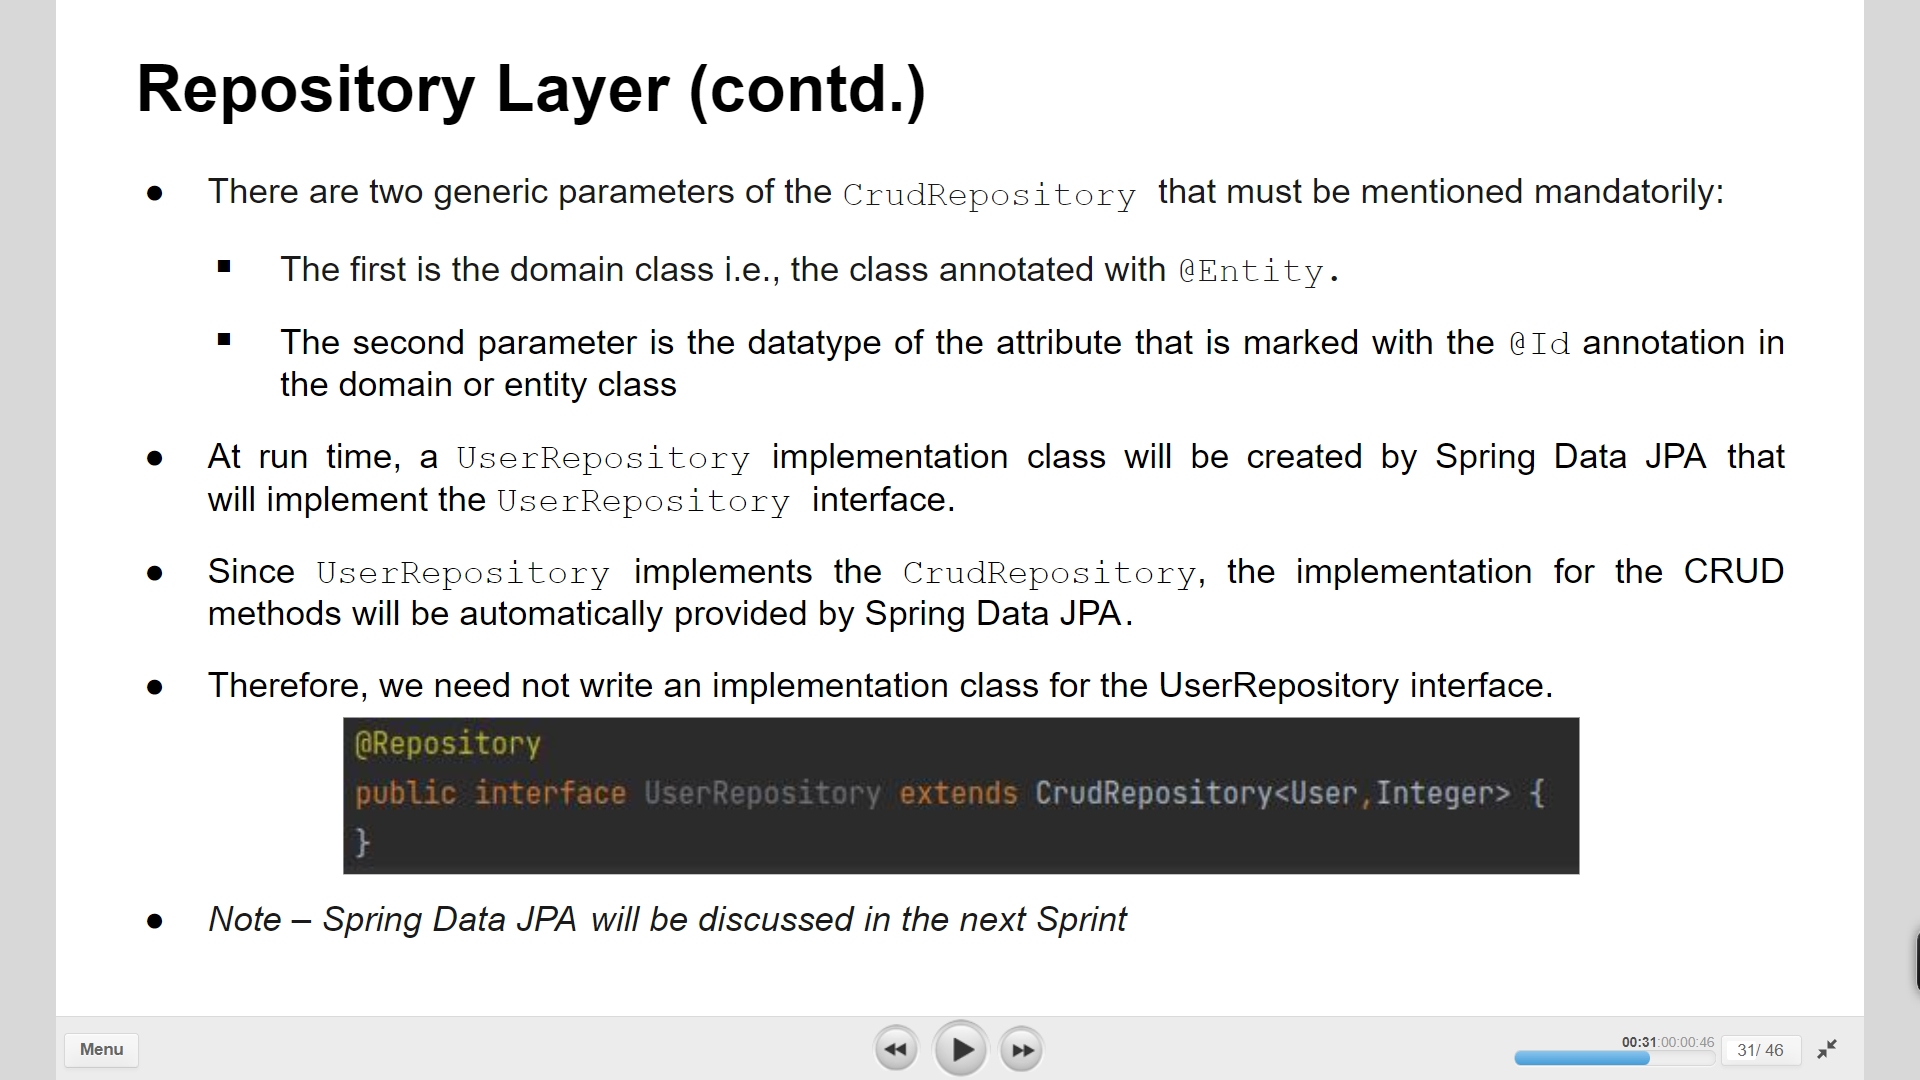 Repository Layer (contd.)
● There are two generic parameters of the CrudRepository that must be mentioned mandatorily:
▪ The first is the domain class i.e., the class annotated with @Entity.
▪ The second parameter is the datatype of the attribute that is marked with the @Id annotation in
the domain or entity class
● At run time, a UserRepository implementation class will be created by Spring Data JPA that
will implement the UserRepository interface.
● Since UserRepository implements the CrudRepository, the implementation for the CRUD
methods will be automatically provided by Spring Data JPA.
● Therefore, we need not write an implementation class for the UserRepository interface.
@Repository
public interface UserRepository extends CrudRepository<User,Integer> {
}
● Note – Spring Data JPA will be discussed in the next Sprint
Menu
00:31:00:00:46
31/ 46